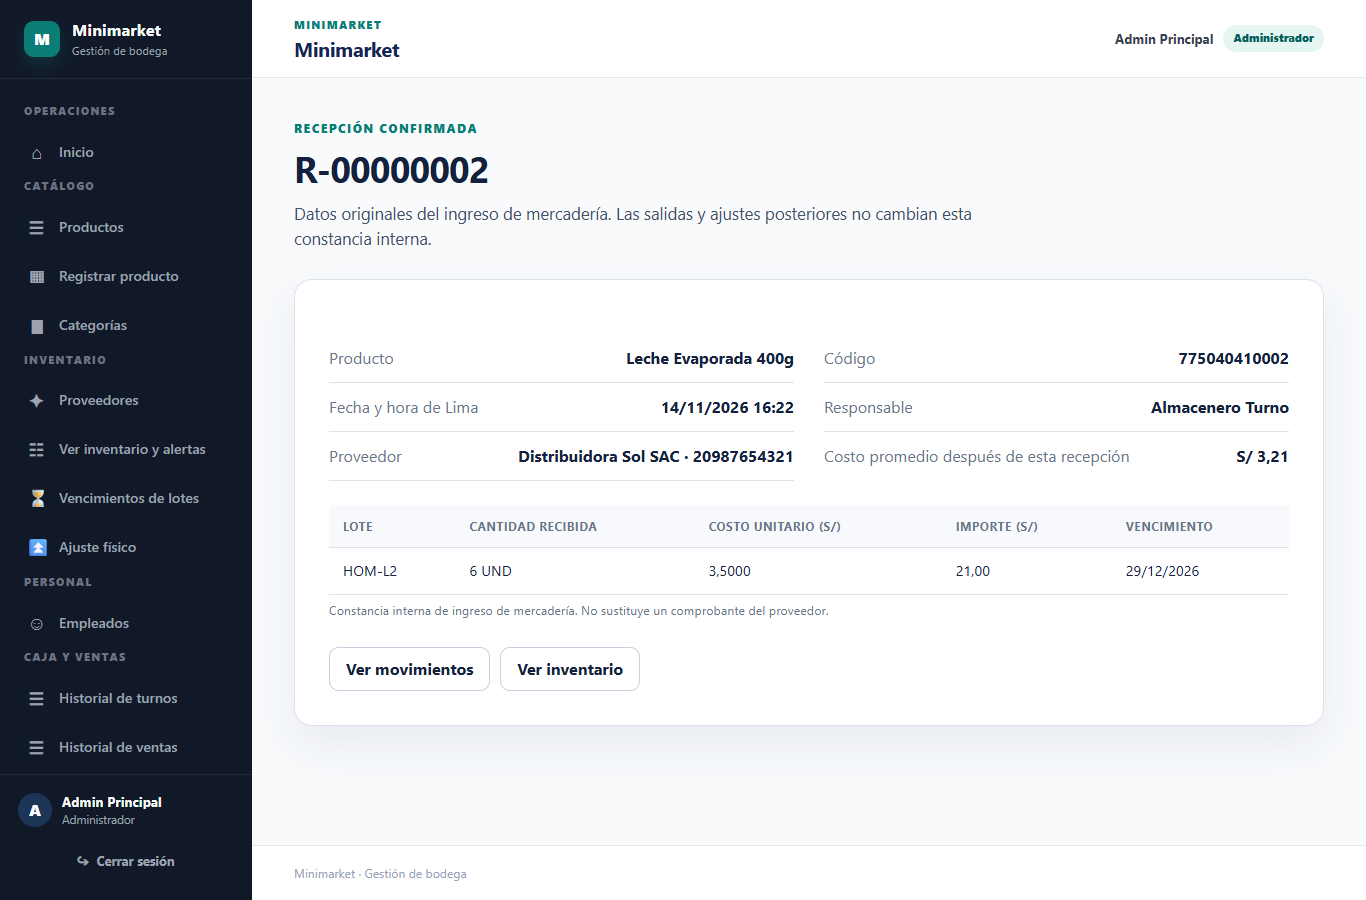 M
Minimarket
Gestión de bodega
OPERACIONES
Inicio
CATÁLOGO
Productos
Registrar producto
Categorías
INVENTARIO
Proveedores
Ver inventario y alertas
Vencimientos de lotes
Ajuste físico
PERSONAL
Empleados
CAJA Y VENTAS
Historial de turnos
Historial de ventas
A
Admin Principal
Administrador
Cerrar sesión
MINIMARKET
Minimarket
Admin Principal
Administrador
RECEPCIÓN CONFIRMADA
R-00000002
Datos originales del ingreso de mercadería. Las salidas y ajustes posteriores no cambian esta
constancia interna.
Producto Leche Evaporada 400g
Código 775040410002
Fecha y hora de Lima 14/11/2026 16:22
Responsable Almacenero Turno
Proveedor Distribuidora Sol SAC · 20987654321
Costo promedio después de esta recepción S/ 3,21
LOTE CANTIDAD RECIBIDA COSTO UNITARIO (S/) IMPORTE (S/) VENCIMIENTO
HOM-L2 6 UND 3,5000 21,00 29/12/2026
Constancia interna de ingreso de mercadería. No sustituye un comprobante del proveedor.
Ver movimientos
Ver inventario
Minimarket · Gestión de bodega